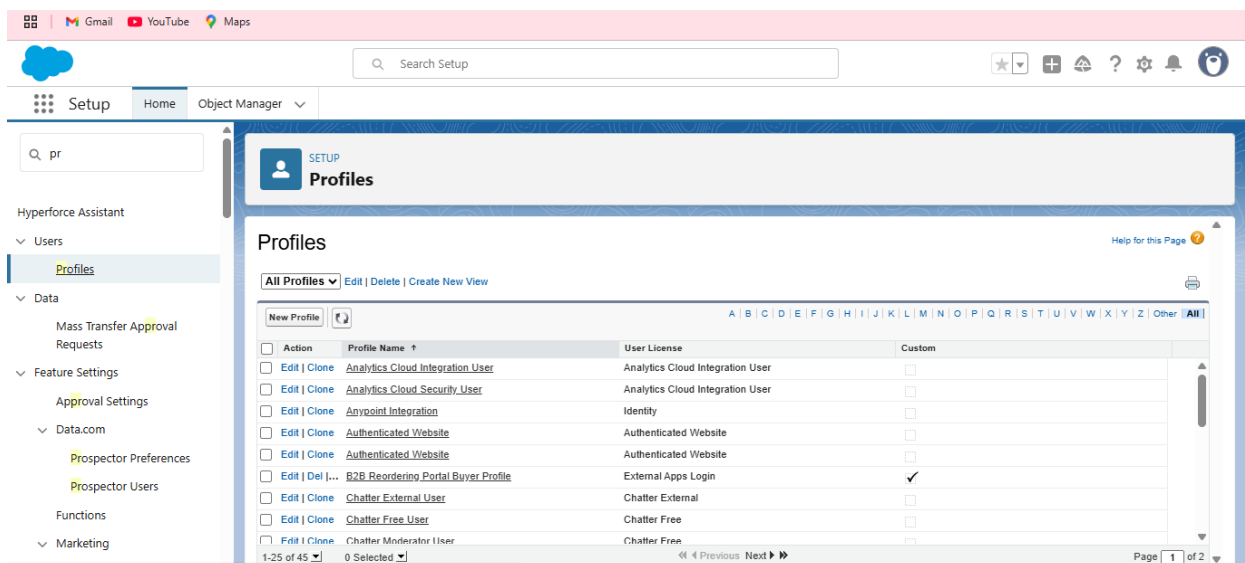 Gmail YouTube Maps
Search Setup
Setup Home Object Manager
pr
Hyperforce Assistant
Users
Profiles
Data
Mass Transfer Approval
Requests
Feature Settings
Approval Settings
Data.com
Prospector Preferences
Prospector Users
Functions
Marketing
SETUP
Profiles
Profiles
Help for this Page
All Profiles Edit | Delete | Create New View
New Profile A | B | C | D | E | F | G | H | I | J | K | L | M | N | O | P | Q | R | S | T | U | V | W | X | Y | Z | Other | All |
Action Profile Name ↑ User License Custom
Edit | Clone Analytics Cloud Integration User Analytics Cloud Integration User
Edit | Clone Analytics Cloud Security User Analytics Cloud Integration User
Edit | Clone Anypoint Integration Identity
Edit | Clone Authenticated Website Authenticated Website
Edit | Clone Authenticated Website Authenticated Website
Edit | Del |... B2B Reordering Portal Buyer Profile External Apps Login ✓
Edit | Clone Chatter External User Chatter External
Edit | Clone Chatter Free User Chatter Free
Edit | Clone Chatter Moderator User Chatter Free
1-25 of 45 0 Selected Previous Next Page 1 of 2